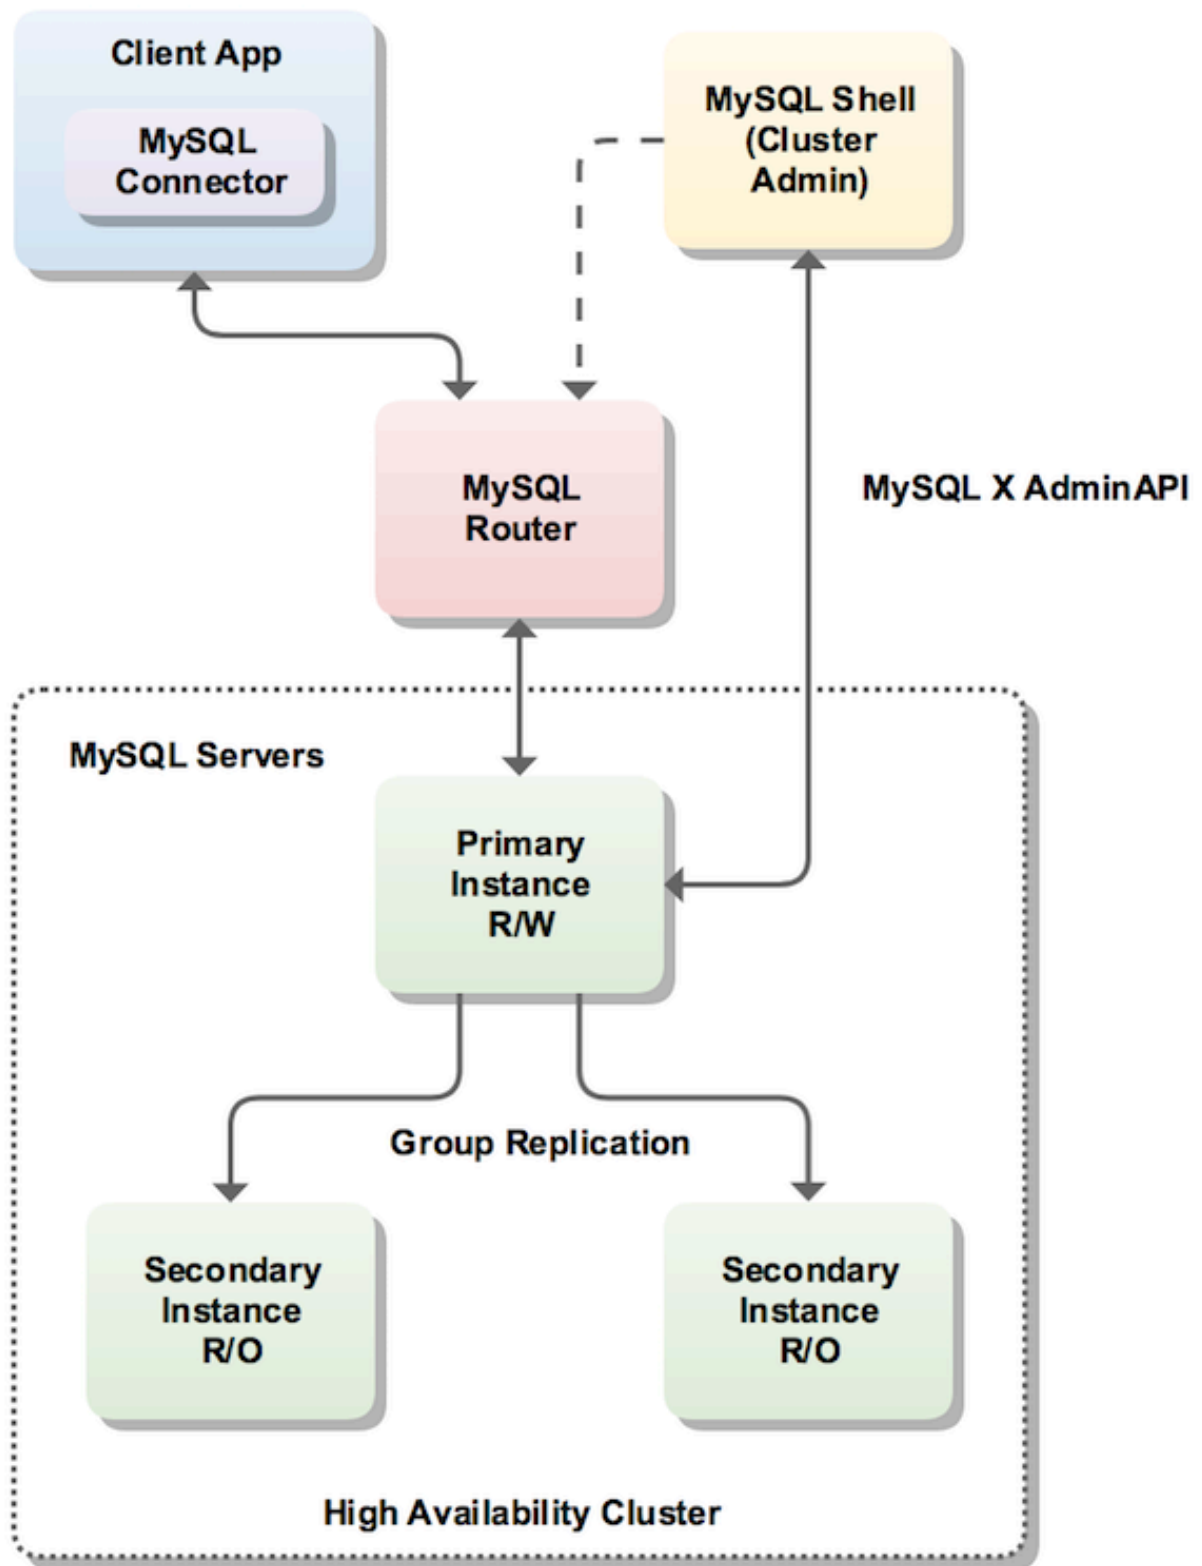 Client App
MySQL
Connector
MySQL Shell
(Cluster
Admin)
MySQL
Router
MySQL X AdminAPI
MySQL Servers
Primary
Instance
R/W
Group Replication
Secondary
Instance
R/O
Secondary
Instance
R/O
High Availability Cluster